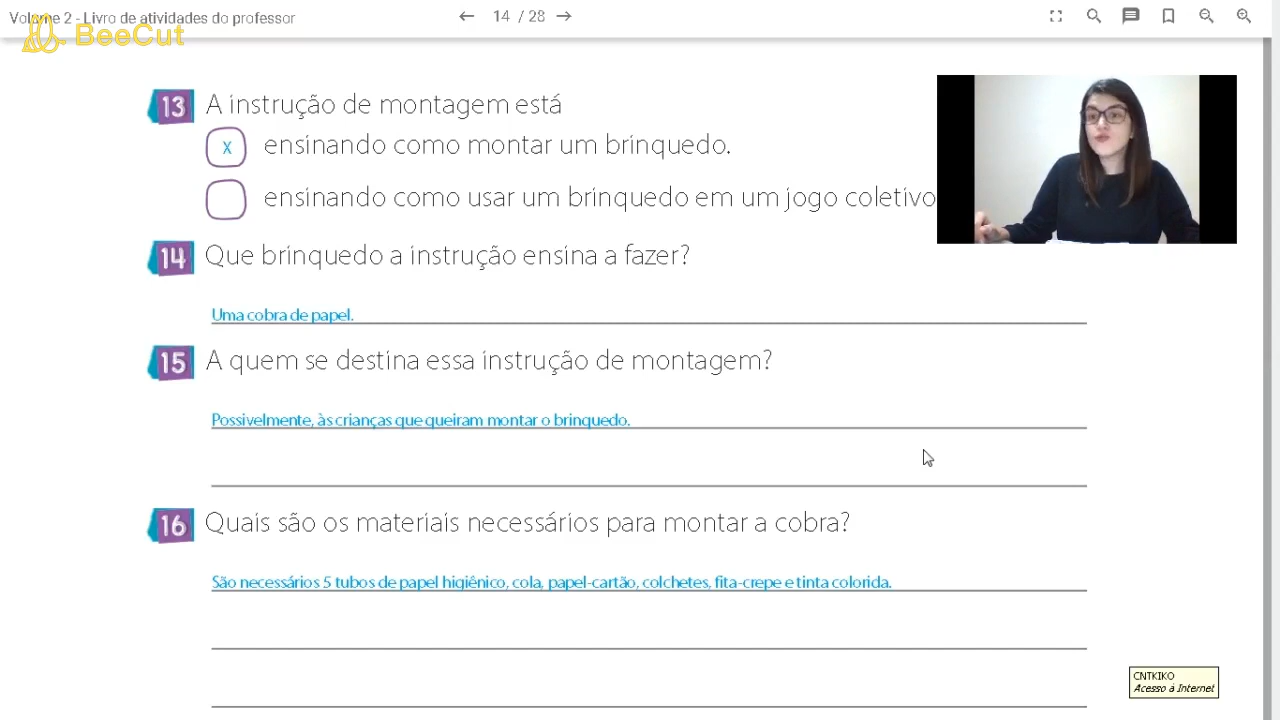 Volume 2 - Livro de atividades do professor
14 / 28
BeeCut
13 A instrução de montagem está
x ensinando como montar um brinquedo.
ensinando como usar um brinquedo em um jogo coletivo
14 Que brinquedo a instrução ensina a fazer?
Uma cobra de papel.
15 A quem se destina essa instrução de montagem?
Possivelmente, às crianças que queiram montar o brinquedo.
16 Quais são os materiais necessários para montar a cobra?
São necessários 5 tubos de papel higiênico, cola, papel-cartão, colchetes, fita-crepe e tinta colorida.
CNTKIKO
Acesso à Internet